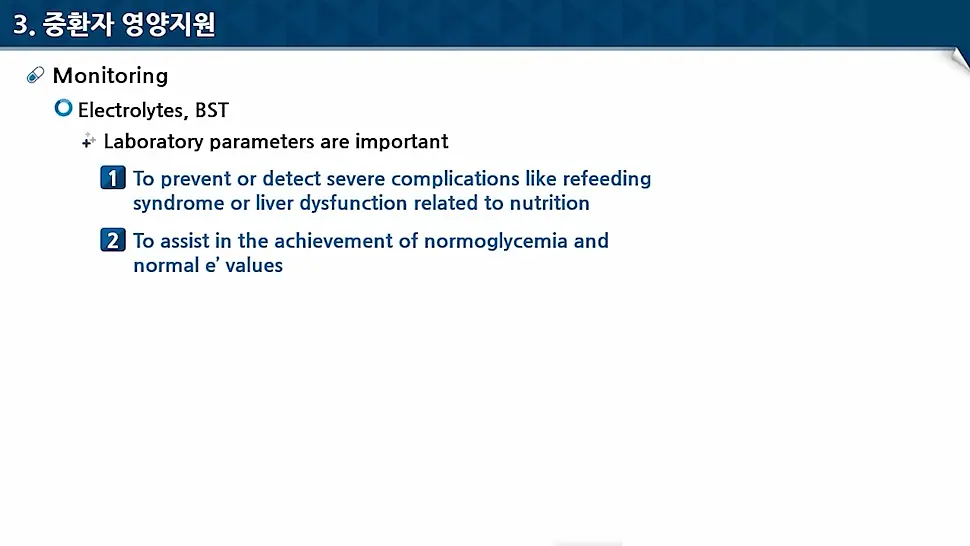 3. 중환자 영양지원
Monitoring
Electrolytes, BST
Laboratory parameters are important
1 To prevent or detect severe complications like refeeding
syndrome or liver dysfunction related to nutrition
2 To assist in the achievement of normoglycemia and
normal e’ values